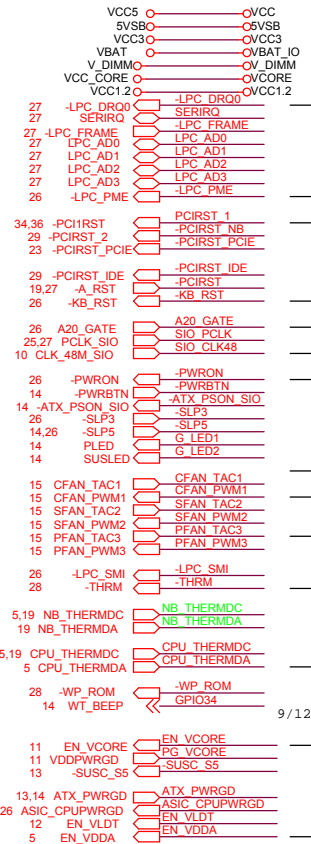 VCC5 VCC
5VSB 5VSB
VCC3 VCC3
VBAT VBAT_IO
V_DIMM V_DIMM
VCC_CORE VCORE
VCC1.2 VCC1.2
27 -LPC_DRQ0 -LPC_DRQ0
27 SERIRQ SERIRQ
27 -LPC_FRAME -LPC_FRAME
27 LPC_AD0 LPC_AD0
27 LPC_AD1 LPC_AD1
27 LPC_AD2 LPC_AD2
27 LPC_AD3 LPC_AD3
26 -LPC_PME -LPC_PME
34,36 -PCI1RST PCIRST_1
29 -PCIRST_2 -PCIRST_NB
23 -PCIRST_PCIE -PCIRST_PCIE
29 -PCIRST_IDE -PCIRST_IDE
19,27 -A_RST -PCIRST
26 -KB_RST -KB_RST
26 A20_GATE A20_GATE
25,27 PCLK_SIO SIO_PCLK
10 CLK_48M_SIO SIO_CLK48
26 -PWRON -PWRON
14 -PWRBTN -PWRBTN
14 -ATX_PSON_SIO -ATX_PSON_SIO
26 -SLP3 -SLP3
14,26 -SLP5 -SLP5
14 PLED G_LED1
14 SUSLED G_LED2
15 CFAN_TAC1 CFAN_TAC1
15 CFAN_PWM1 CFAN_PWM1
15 SFAN_TAC2 SFAN_TAC2
15 SFAN_PWM2 SFAN_PWM2
15 PFAN_TAC3 PFAN_TAC3
15 PFAN_PWM3 PFAN_PWM3
26 -LPC_SMI -LPC_SMI
28 -THRM -THRM
5,19 NB_THERMDC NB_THERMDC
19 NB_THERMDA NB_THERMDA
5,19 CPU_THERMDC CPU_THERMDC
5 CPU_THERMDA CPU_THERMDA
28 -WP_ROM -WP_ROM
14 WT_BEEP GPIO34
9/12
11 EN_VCORE EN_VCORE
11 VDDPWRGD PG_VCORE
13 -SUSC_S5 -SUSC_S5
13,14 ATX_PWRGD ATX_PWRGD
26 ASIC_CPUPWRGD ASIC_CPUPWRGD
12 EN_VLDT EN_VLDT
5 EN_VDDA EN_VDDA